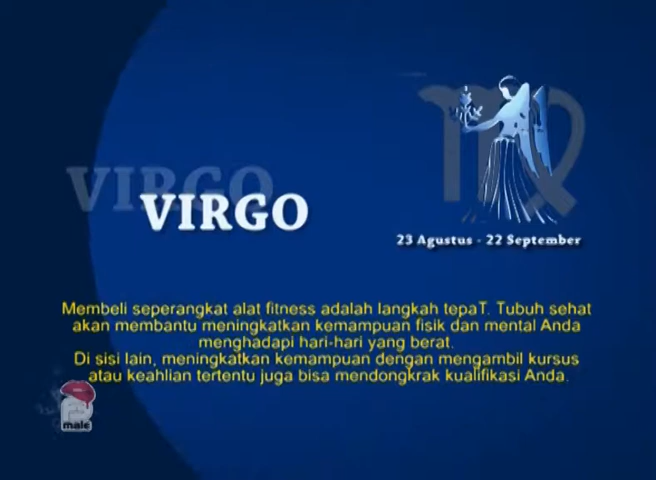 VIRGO
VIRGO
23 Agustus - 22 September
Membeli seperangkat alat fitness adalah langkah tepaT. Tubuh sehat
akan membantu meningkatkan kemampuan fisik dan mental Anda
menghadapi hari-hari yang berat.
Di sisi lain, meningkatkan kemampuan dengan mengambil kursus
atau keahlian tertentu juga bisa mendongkrak kualifikasi Anda.
male